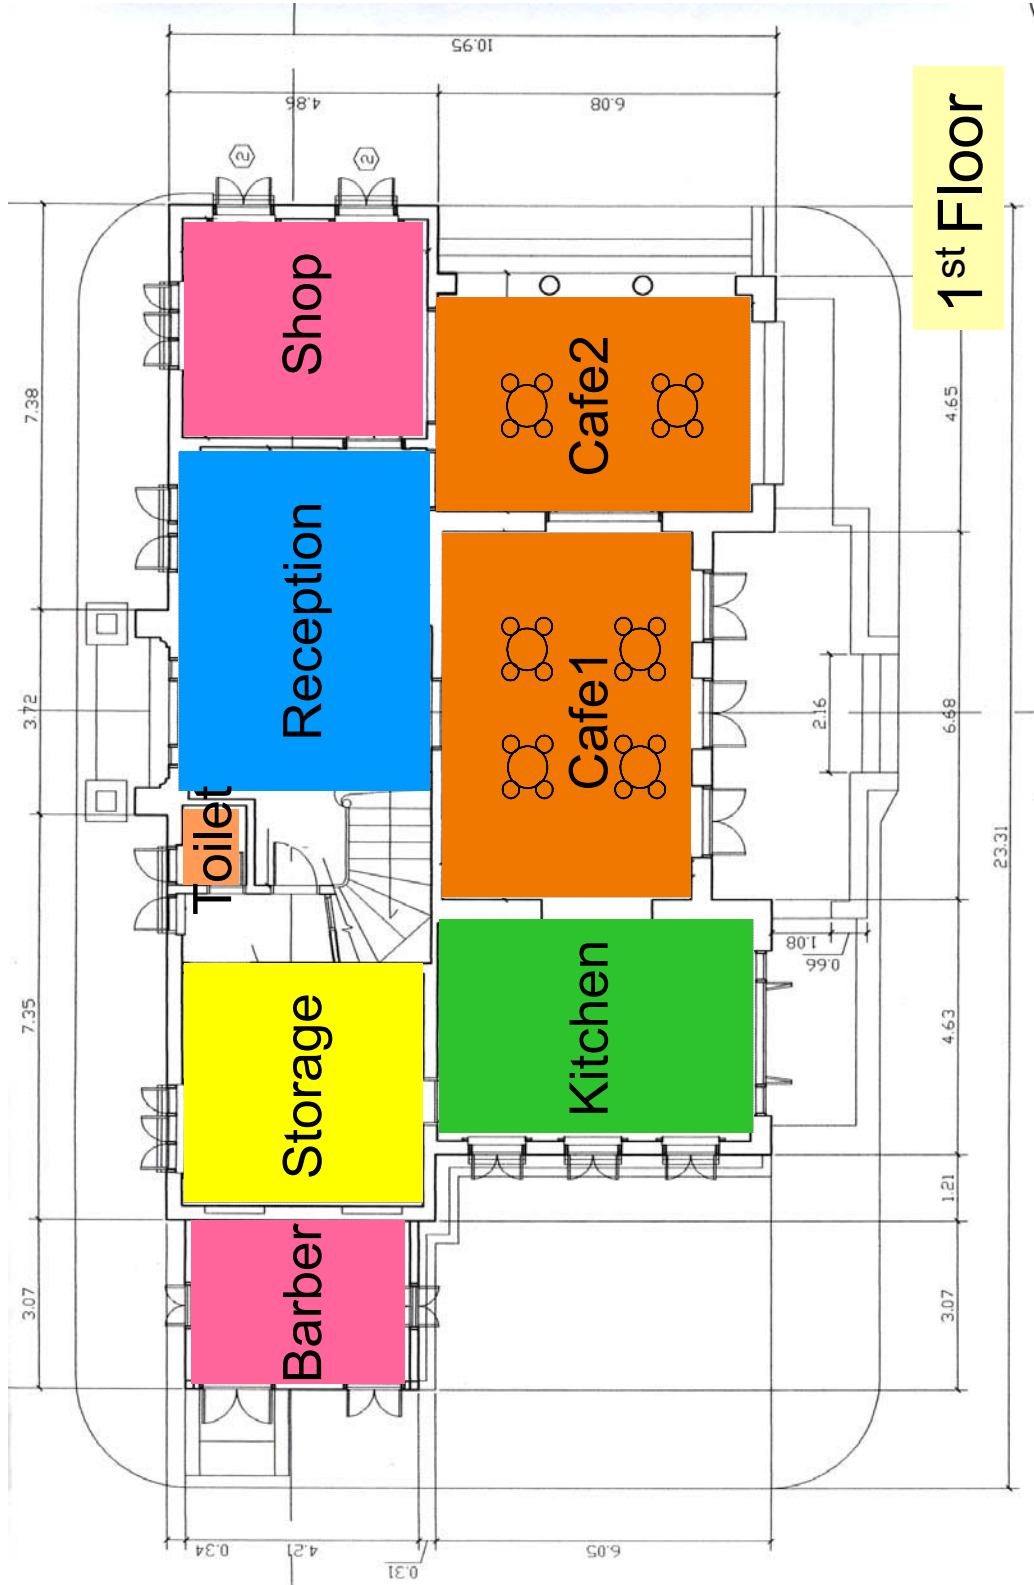 10.95
4.86
6.08
2
2
1st Floor
Shop
Cafe2
7.38
4.65
Reception
Cafe1
3.72
2.16
6.68
23.31
Toilet
1.08
0.66
Storage
Kitchen
7.35
4.63
1.21
Barber
3.07
3.07
0.34
4.21
0.31
6.05